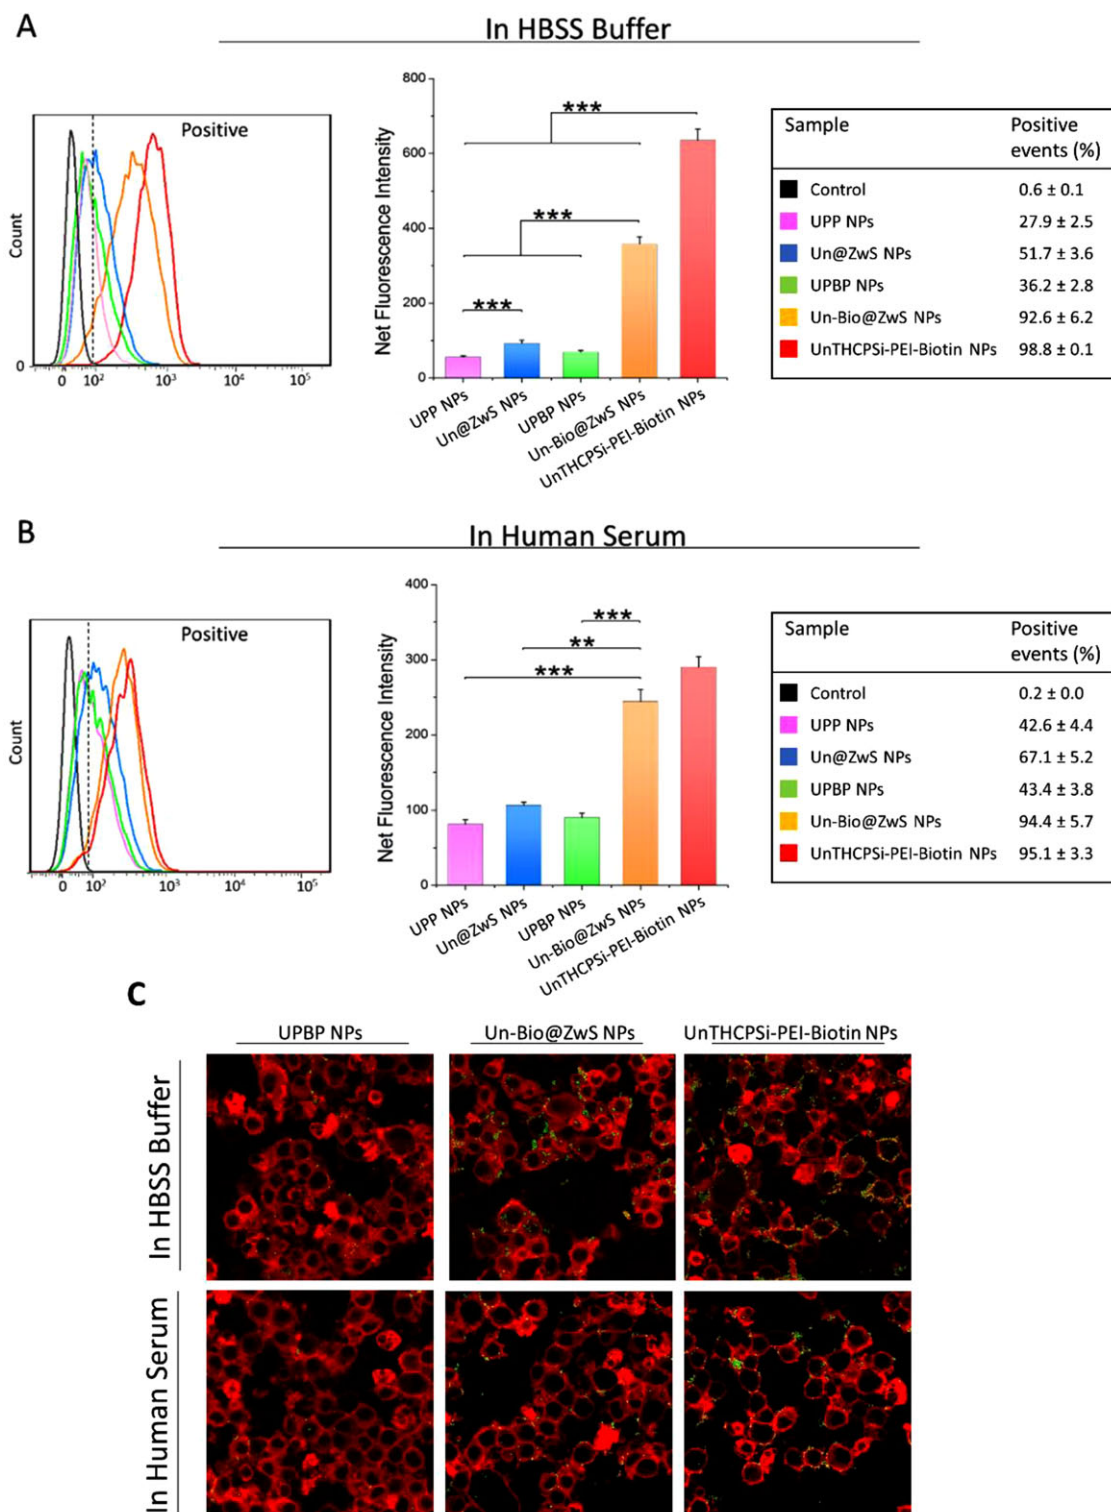 A
In HBSS Buffer
Positive
Count
0
0 10² 10³ 10⁴ 10⁵
Net Fluorescence Intensity
800
600
400
200
0
***
***
***
UPP NPs
Un@ZwS NPs
UPBP NPs
Un-Bio@ZwS NPs
UnTHCPSi-PEI-Biotin NPs
Sample Positive
events (%)
Control 0.6 ± 0.1
UPP NPs 27.9 ± 2.5
Un@ZwS NPs 51.7 ± 3.6
UPBP NPs 36.2 ± 2.8
Un-Bio@ZwS NPs 92.6 ± 6.2
UnTHCPSi-PEI-Biotin NPs 98.8 ± 0.1
B
In Human Serum
Positive
Count
0
0 10² 10³ 10⁴ 10⁵
Net Fluorescence Intensity
400
300
200
100
0
***
**
***
UPP NPs
Un@ZwS NPs
UPBP NPs
Un-Bio@ZwS NPs
UnTHCPSi-PEI-Biotin NPs
Sample Positive
events (%)
Control 0.2 ± 0.0
UPP NPs 42.6 ± 4.4
Un@ZwS NPs 67.1 ± 5.2
UPBP NPs 43.4 ± 3.8
Un-Bio@ZwS NPs 94.4 ± 5.7
UnTHCPSi-PEI-Biotin NPs 95.1 ± 3.3
C
UPBP NPs Un-Bio@ZwS NPs UnTHCPSi-PEI-Biotin NPs
In HBSS Buffer
In Human Serum